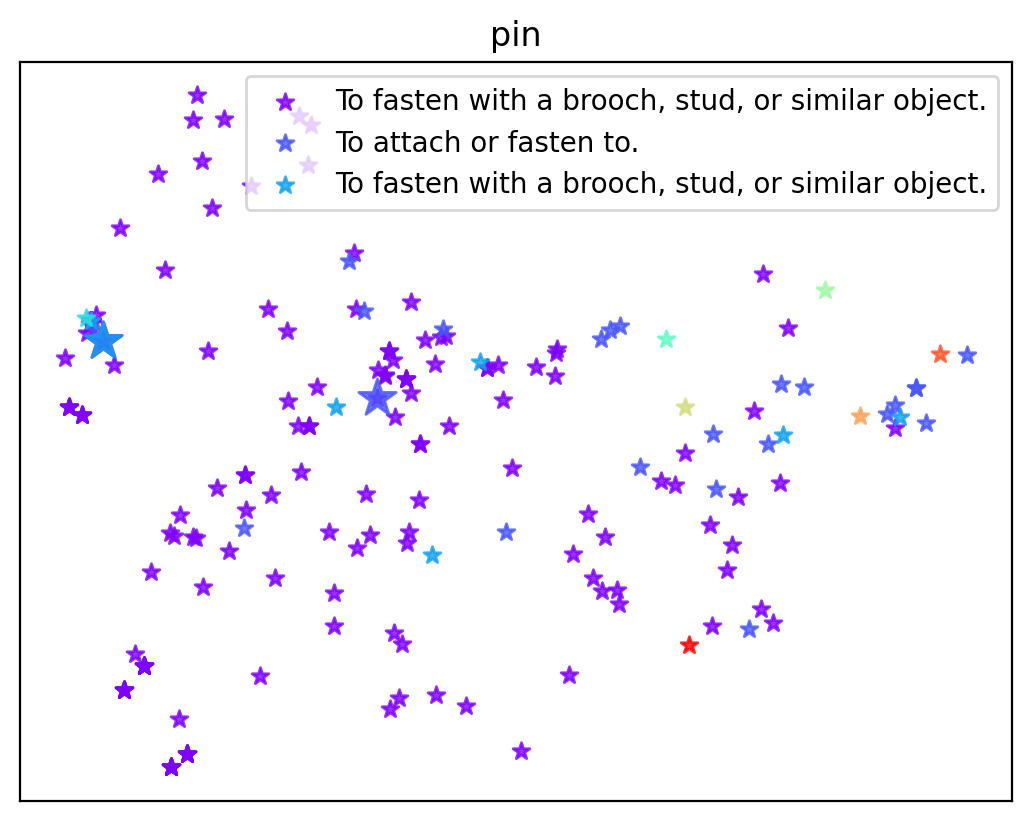 pin
To fasten with a brooch, stud, or similar object.
To attach or fasten to.
To fasten with a brooch, stud, or similar object.